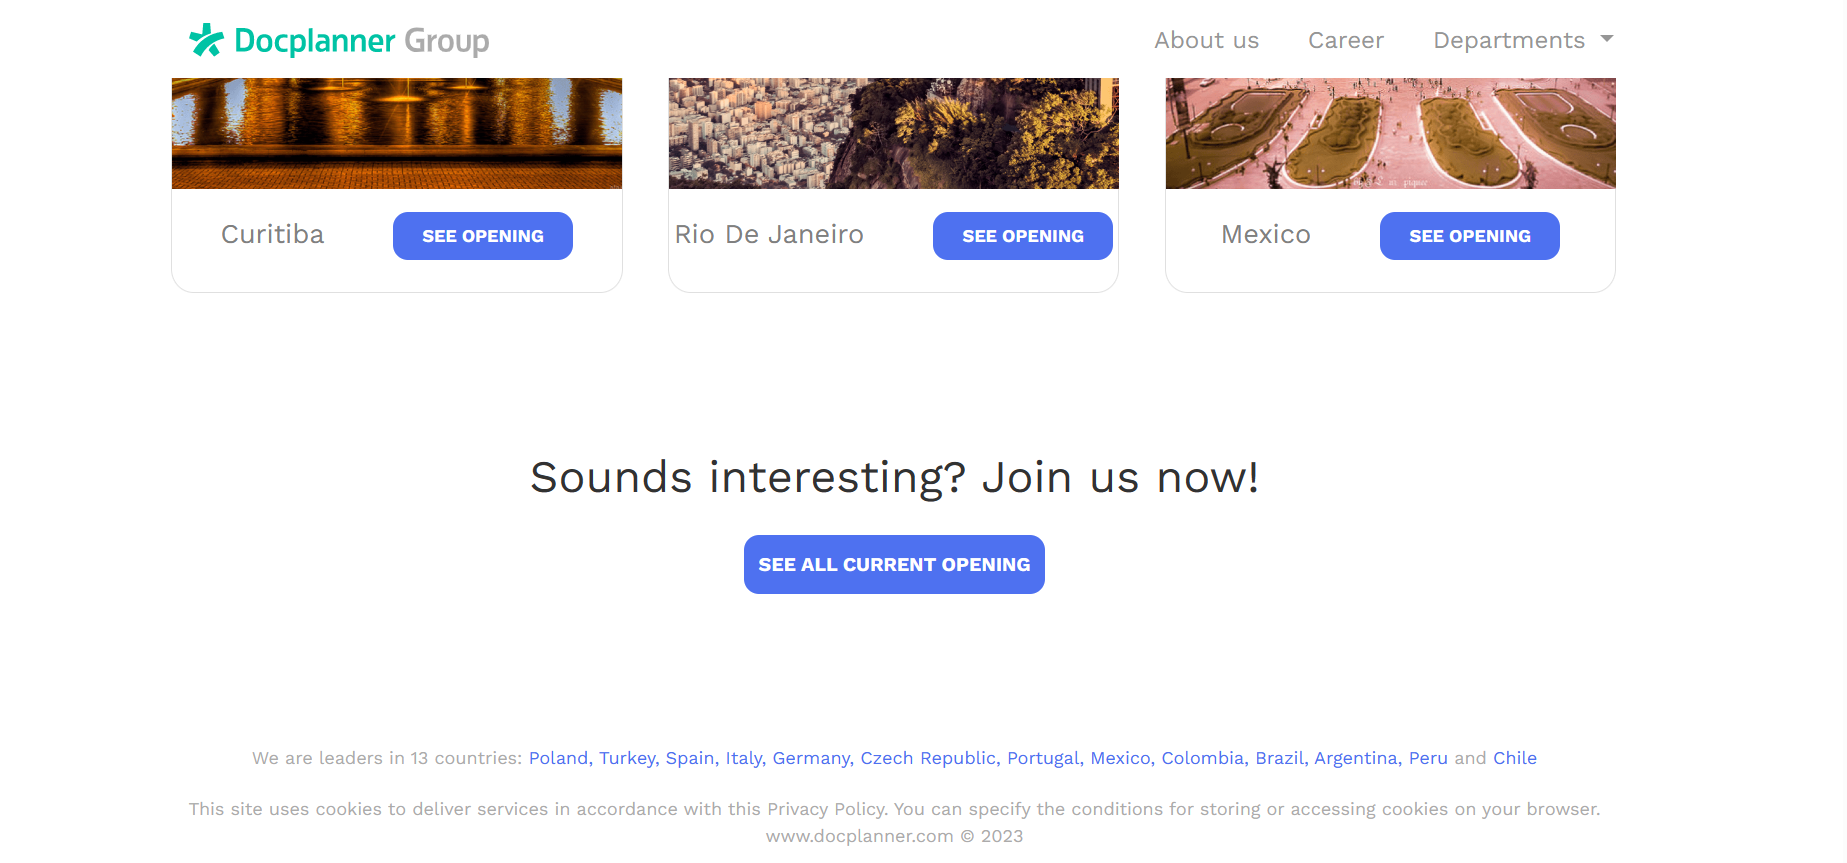 Docplanner Group
About us Career Departments
Curitiba SEE OPENING
Rio De Janeiro SEE OPENING
Mexico SEE OPENING
Sounds interesting? Join us now!
SEE ALL CURRENT OPENING
We are leaders in 13 countries: Poland, Turkey, Spain, Italy, Germany, Czech Republic, Portugal, Mexico, Colombia, Brazil, Argentina, Peru and Chile
This site uses cookies to deliver services in accordance with this Privacy Policy. You can specify the conditions for storing or accessing cookies on your browser.
www.docplanner.com © 2023